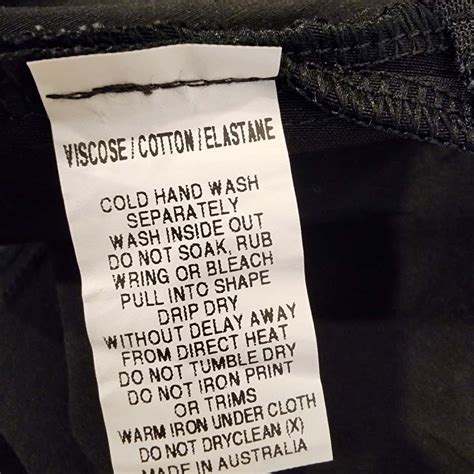 VISCOSE/COTTON/ELASTANE
COLD HAND WASH
SEPARATELY
WASH INSIDE OUT
DO NOT SOAK, RUB
WRING OR BLEACH
PULL INTO SHAPE
DRIP DRY
WITHOUT DELAY AWAY
FROM DIRECT HEAT
DO NOT TUMBLE DRY
DO NOT IRON PRINT
OR TRIMS
WARM IRON UNDER CLOTH
DO NOT DRYCLEAN (X)
MADE IN AUSTRALIA